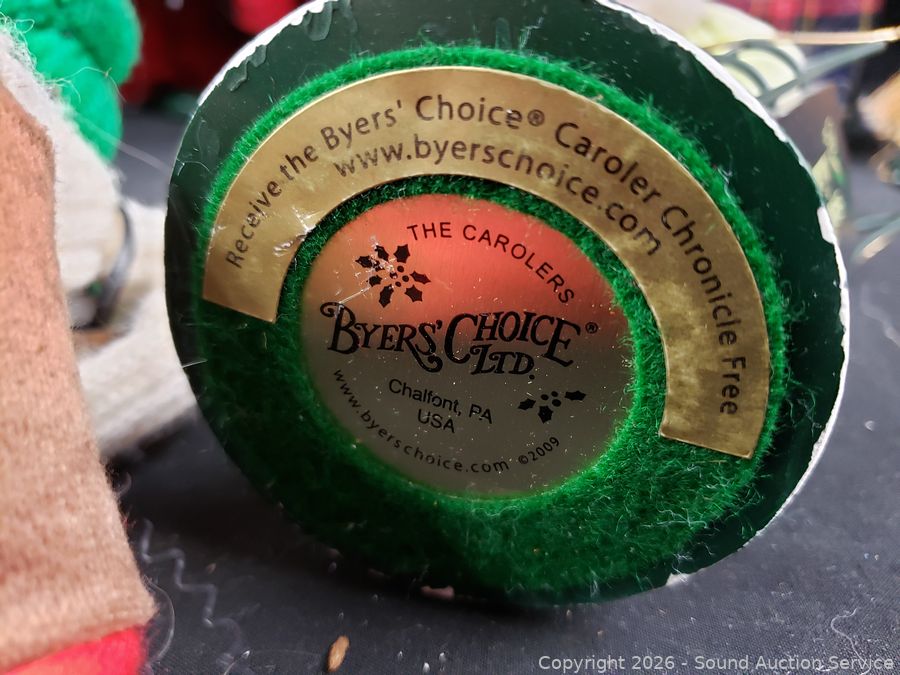 Receive the Byers' Choice® Caroler Chronicle Free
www.byerschoice.com
THE CAROLERS
BYERS' CHOICE®
LTD.
Chalfont, PA
USA
www.byerschoice.com ©2009
Copyright 2026 - Sound Auction Service